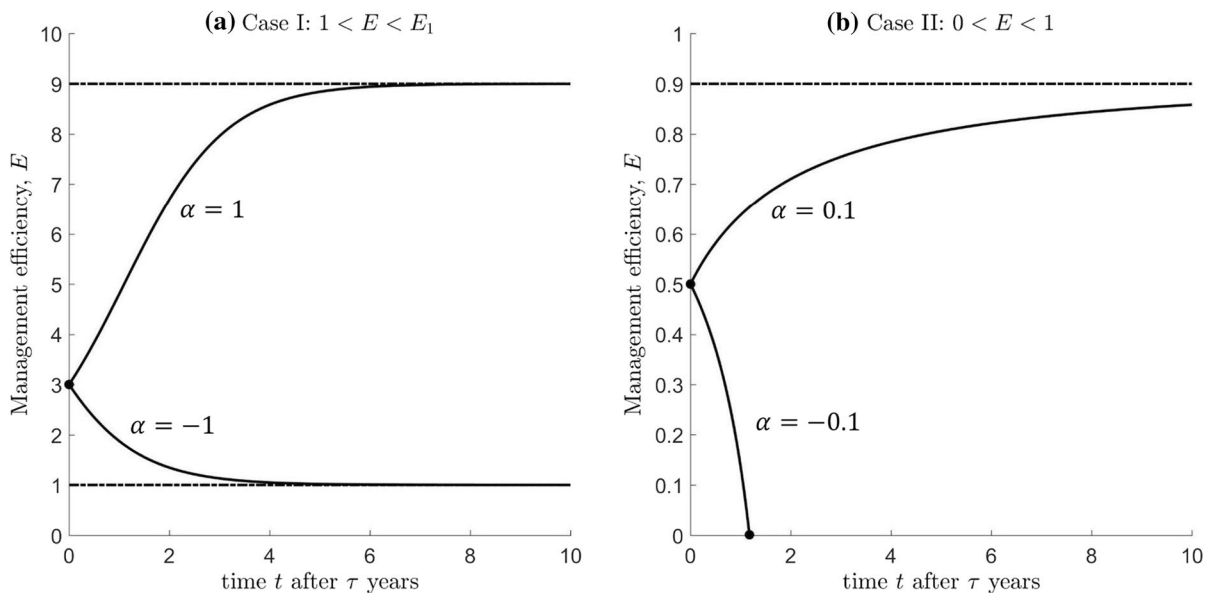 (a) Case I: 1 < E < E₁
10
9
8
7
6
5
4
3
2
1
0
Management efficiency, E
α = 1
α = −1
0 2 4 6 8 10
time t after τ years
(b) Case II: 0 < E < 1
1
0.9
0.8
0.7
0.6
0.5
0.4
0.3
0.2
0.1
0
Management efficiency, E
α = 0.1
α = −0.1
0 2 4 6 8 10
time t after τ years